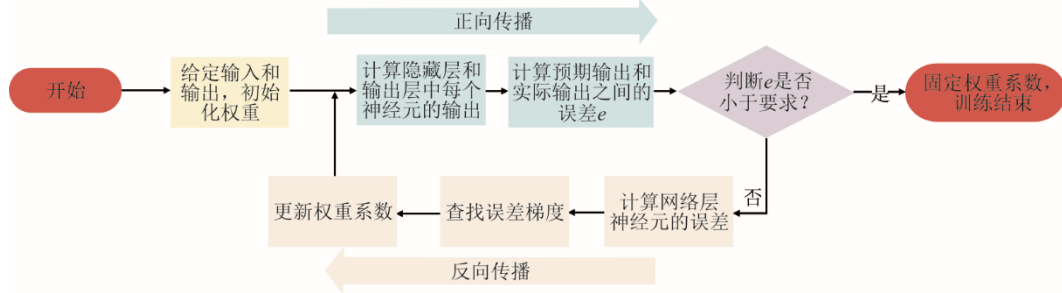 正向传播
开始
给定输入和
输出，初始
化权重
计算隐藏层和
输出层中每个
神经元的输出
计算预期输出和
实际输出之间的
误差e
判断e是否
小于要求？
是
固定权重系数，
训练结束
否
计算网络层
神经元的误差
查找误差梯度
更新权重系数
反向传播